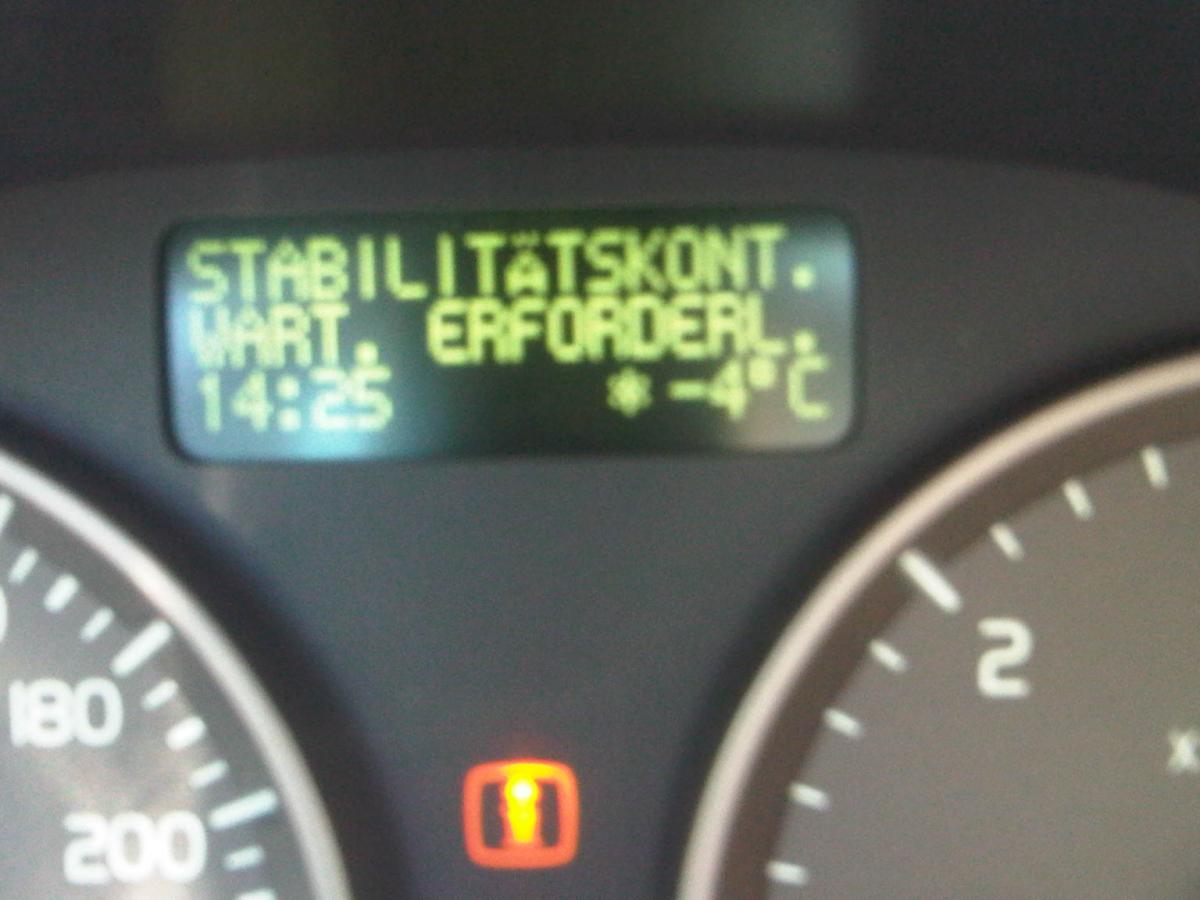 STABILITÄTSKONT.
WART. ERFORDERL.
14:25 *-4°C
180
200
2
x